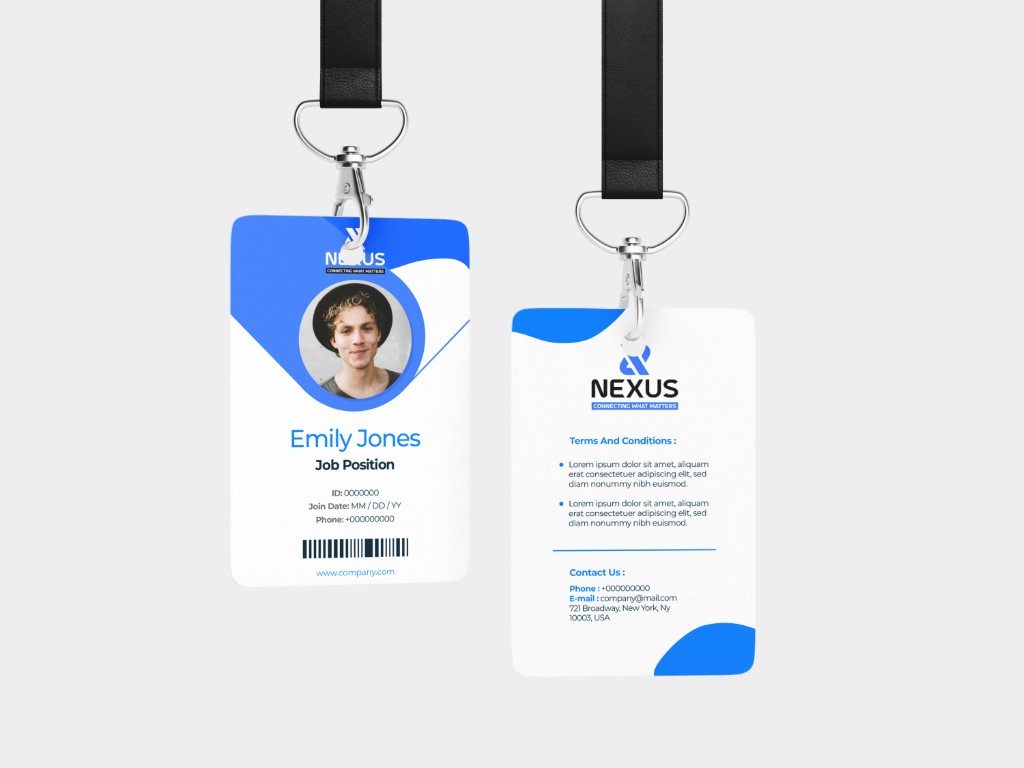 NEXUS
CONNECTING WHAT MATTERS
Emily Jones
Job Position
ID: 0000000
Join Date: MM / DD / YY
Phone: +000000000
www.company.com
NEXUS
CONNECTING WHAT MATTERS
Terms And Conditions :
Lorem ipsum dolor sit amet, aliquam
erat consectetuer adipiscing elit, sed
diam nonummy nibh euismod.
Lorem ipsum dolor sit amet, aliquam
erat consectetuer adipiscing elit, sed
diam nonummy nibh euismod.
Contact Us :
Phone : +000000000
E-mail : company@mail.com
721 Broadway, New York, Ny
10003, USA